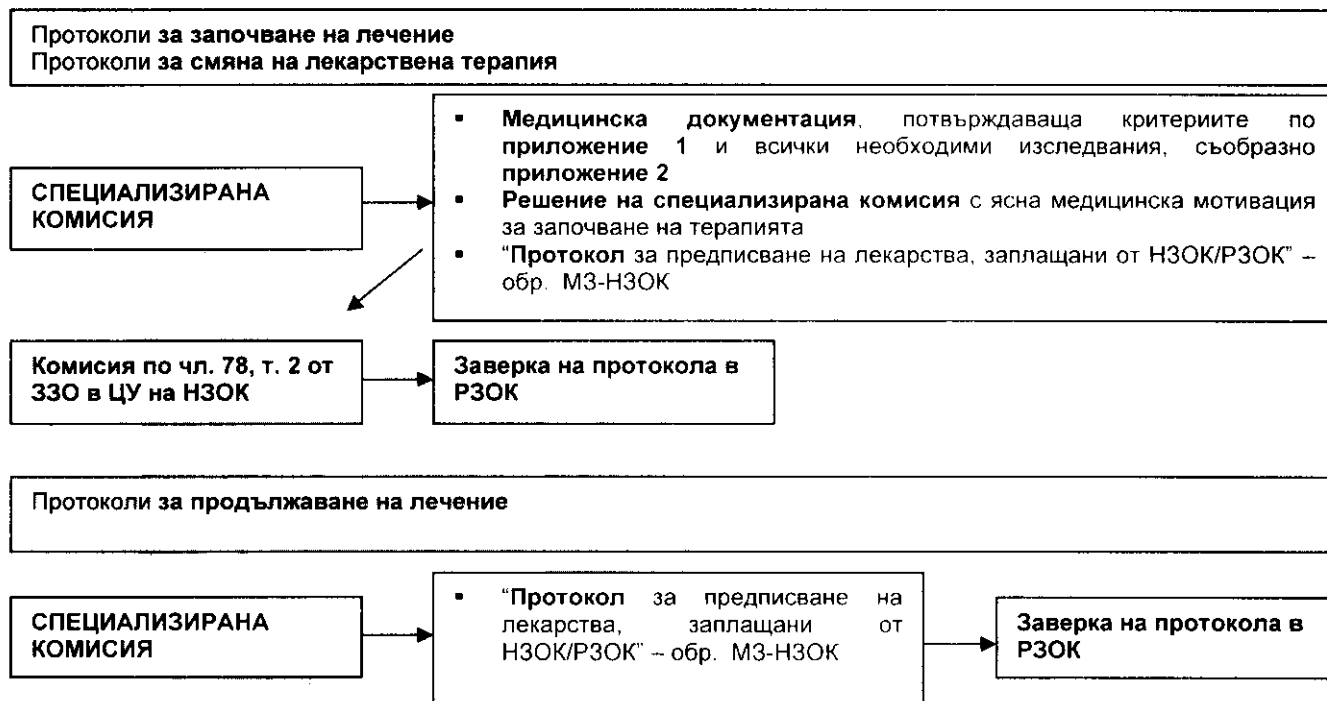 Протоколи за започване на лечение
Протоколи за смяна на лекарствена терапия
СПЕЦИАЛИЗИРАНА
КОМИСИЯ
▪ Медицинска документация, потвърждаваща критериите по
приложение 1 и всички необходими изследвания, съобразно
приложение 2
▪ Решение на специализирана комисия с ясна медицинска мотивация
за започване на терапията
▪ "Протокол за предписване на лекарства, заплащани от НЗОК/РЗОК" –
обр. МЗ-НЗОК
Комисия по чл. 78, т. 2 от
ЗЗО в ЦУ на НЗОК
Заверка на протокола в
РЗОК
Протоколи за продължаване на лечение
СПЕЦИАЛИЗИРАНА
КОМИСИЯ
▪ "Протокол за предписване на
лекарства, заплащани от
НЗОК/РЗОК" – обр. МЗ-НЗОК
Заверка на протокола в
РЗОК